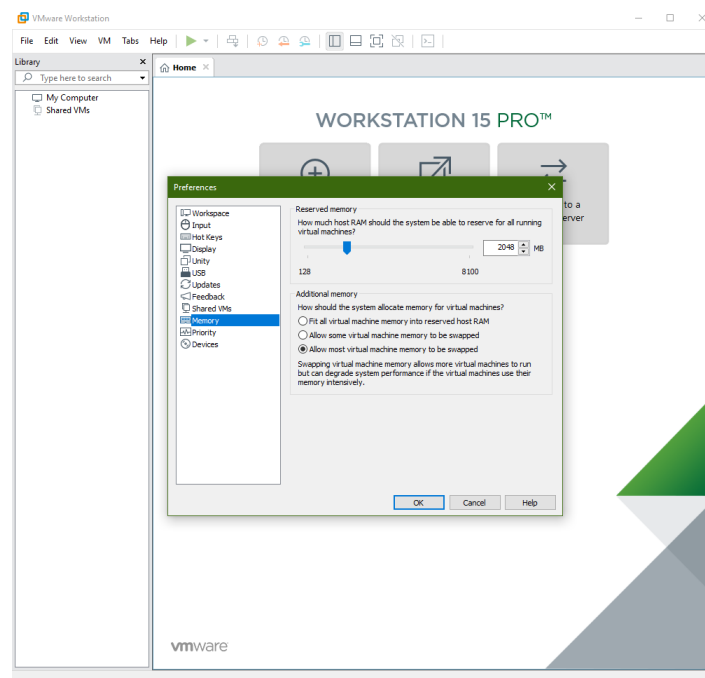 VMware Workstation
File Edit View VM Tabs Help
Library
Type here to search
My Computer
Shared VMs
Home
WORKSTATION 15 PRO™
to a
erver
Preferences
Workspace
Input
Hot Keys
Display
Unity
USB
Updates
Feedback
Shared VMs
Memory
Priority
Devices
Reserved memory
How much host RAM should the system be able to reserve for all running
virtual machines?
2048 MB
128 8100
Additional memory
How should the system allocate memory for virtual machines?
Fit all virtual machine memory into reserved host RAM
Allow some virtual machine memory to be swapped
Allow most virtual machine memory to be swapped
Swapping virtual machine memory allows more virtual machines to run
but can degrade system performance if the virtual machines use their
memory intensively.
OK Cancel Help
vmware